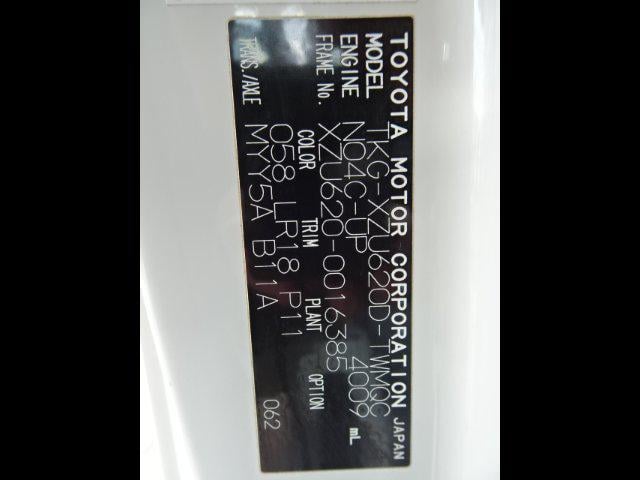 TOYOTA MOTOR CORPORATION JAPAN
MODEL TKG-XZU620D-TWMQC
ENGINE N04C-UP 4009 mL
FRAME No. XZU620-0016385
COLOR TRIM PLANT OPTION
058 LR18 P11
TRANS./AXLE MYY5A B11A 062